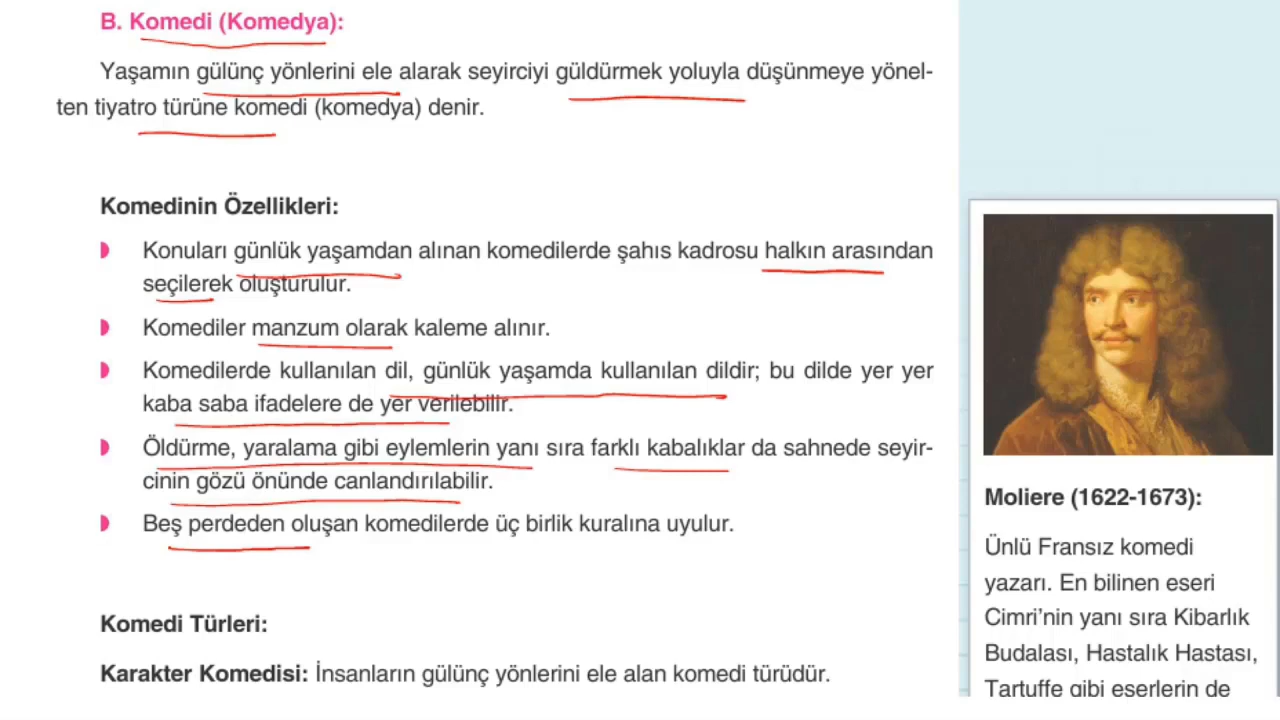 B. Komedi (Komedya):
Yaşamın gülünç yönlerini ele alarak seyirciyi güldürmek yoluyla düşünmeye yönel-
ten tiyatro türüne komedi (komedya) denir.
Komedinin Özellikleri:
Konuları günlük yaşamdan alınan komedilerde şahıs kadrosu halkın arasından
seçilerek oluşturulur.
Komediler manzum olarak kaleme alınır.
Komedilerde kullanılan dil, günlük yaşamda kullanılan dildir; bu dilde yer yer
kaba saba ifadelere de yer verilebilir.
Öldürme, yaralama gibi eylemlerin yanı sıra farklı kabalıklar da sahnede seyir-
cinin gözü önünde canlandırılabilir.
Beş perdeden oluşan komedilerde üç birlik kuralına uyulur.
Komedi Türleri:
Karakter Komedisi: İnsanların gülünç yönlerini ele alan komedi türüdür.
Moliere (1622-1673):
Ünlü Fransız komedi
yazarı. En bilinen eseri
Cimri'nin yanı sıra Kibarlık
Budalası, Hastalık Hastası,
Tartuffe gibi eserlerin de